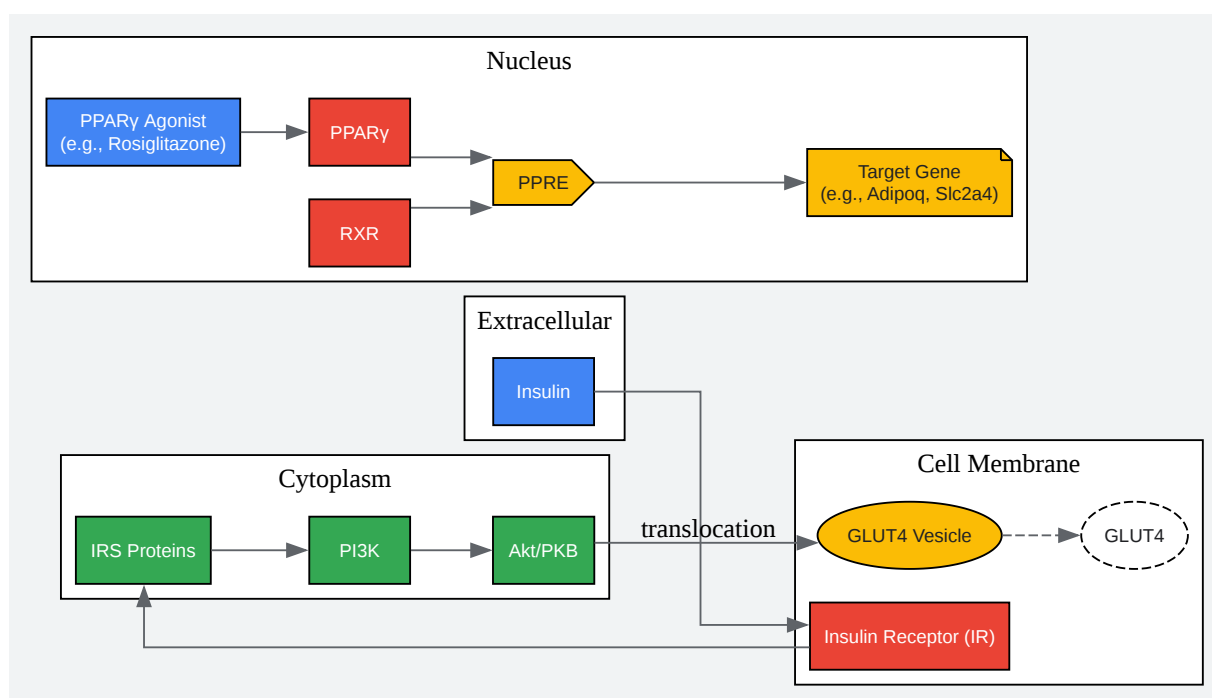 Nucleus
PPARγ Agonist
(e.g., Rosiglitazone)
PPARγ
RXR
PPRE
Target Gene
(e.g., Adipoq, Slc2a4)
Extracellular
Insulin
Cytoplasm
IRS Proteins
PI3K
Akt/PKB
translocation
Cell Membrane
GLUT4 Vesicle
GLUT4
Insulin Receptor (IR)